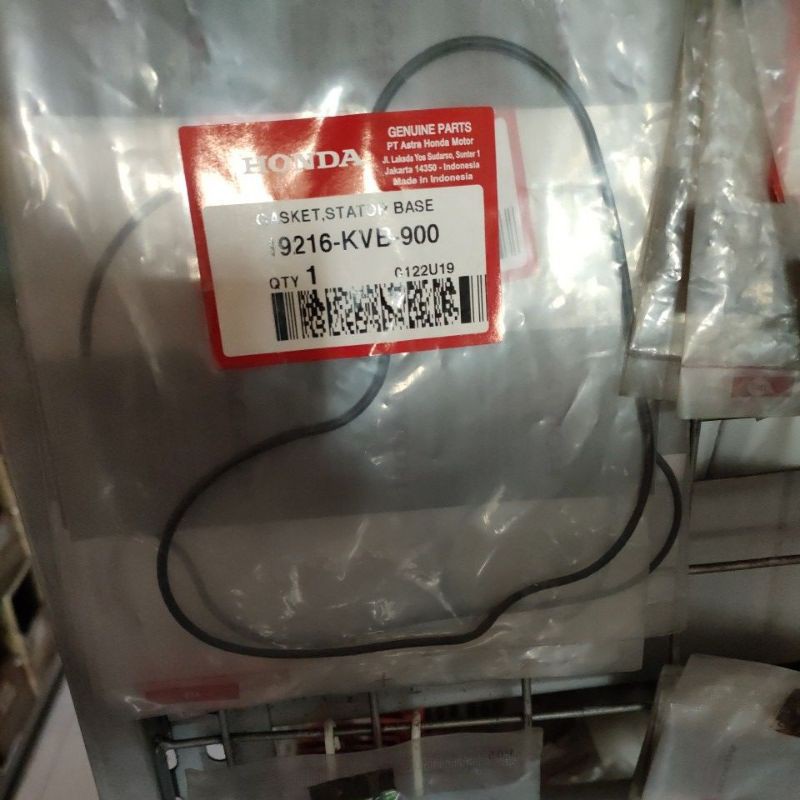 HONDA
GENUINE PARTS
PT Astra Honda Motor
Jl. Laksda Yos Sudarso, Sunter 1
Jakarta 14350 - Indonesia
Made in Indonesia
GASKET,STATOR BASE
19216-KVB-900
QTY 1
G122U19